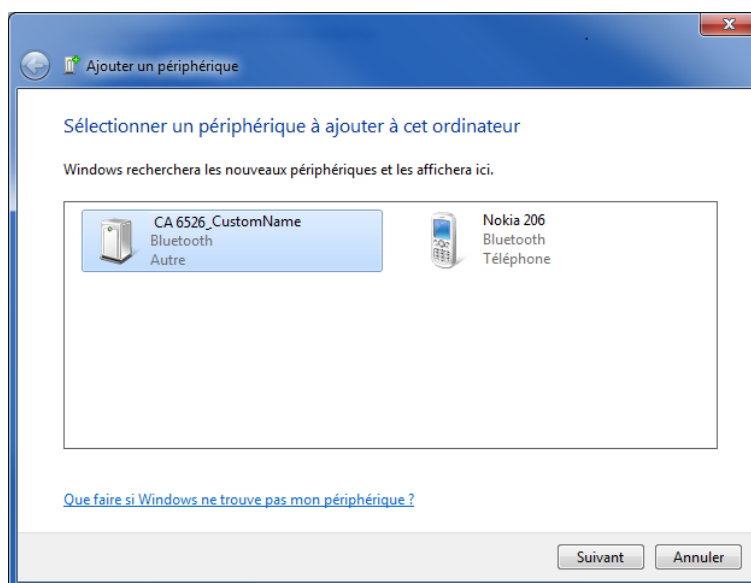 Ajouter un périphérique
Sélectionner un périphérique à ajouter à cet ordinateur
Windows recherchera les nouveaux périphériques et les affichera ici.
CA 6526_CustomName
Bluetooth
Autre
Nokia 206
Bluetooth
Téléphone
Que faire si Windows ne trouve pas mon périphérique ?
Suivant
Annuler